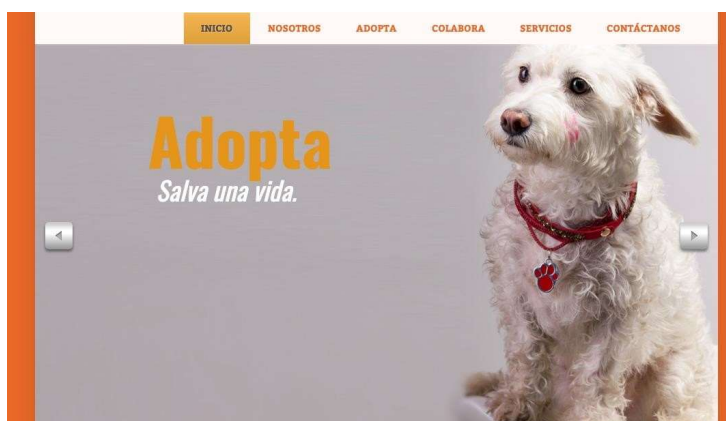 INICIO NOSOTROS ADOPTA COLABORA SERVICIOS CONTÁCTANOS
Adopta
Salva una vida.